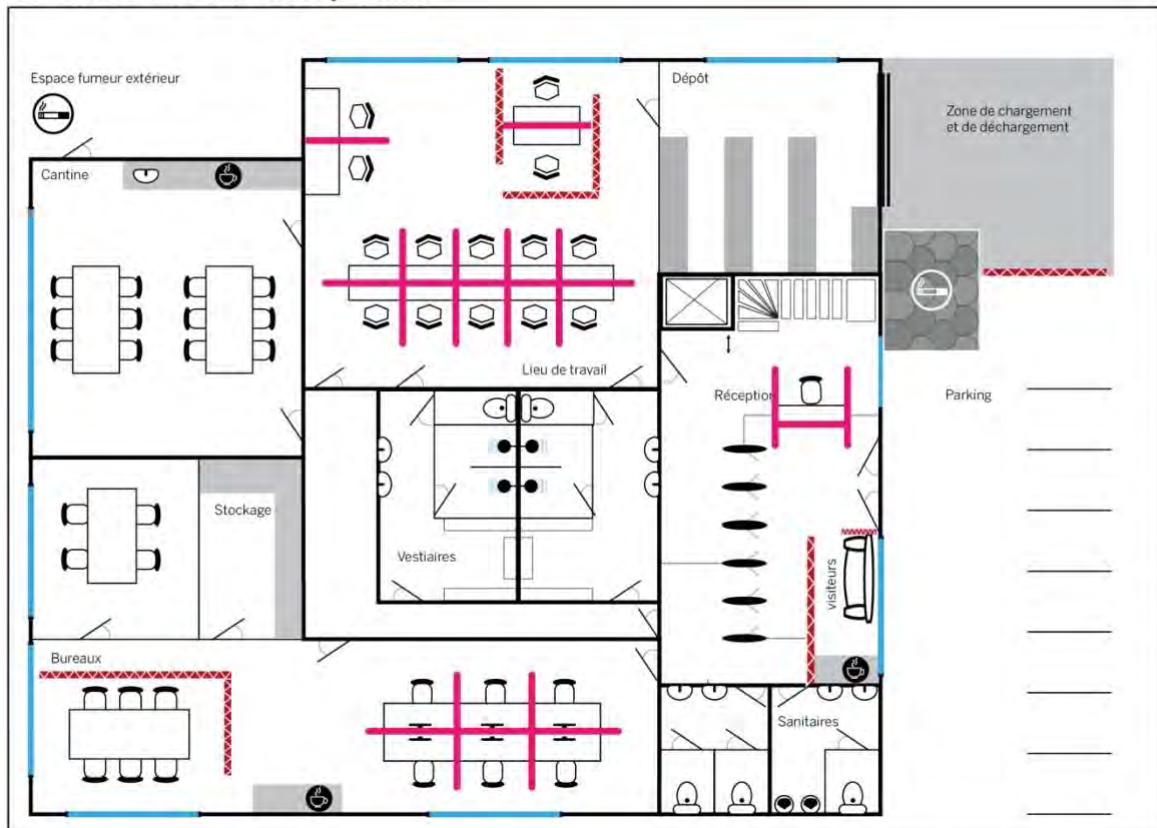 Espace fumeur extérieur
Dépôt
Zone de chargement
et de déchargement
Cantine
Lieu de travail
Réception
Parking
Stockage
Vestiaires
visiteurs
Bureaux
Sanitaires